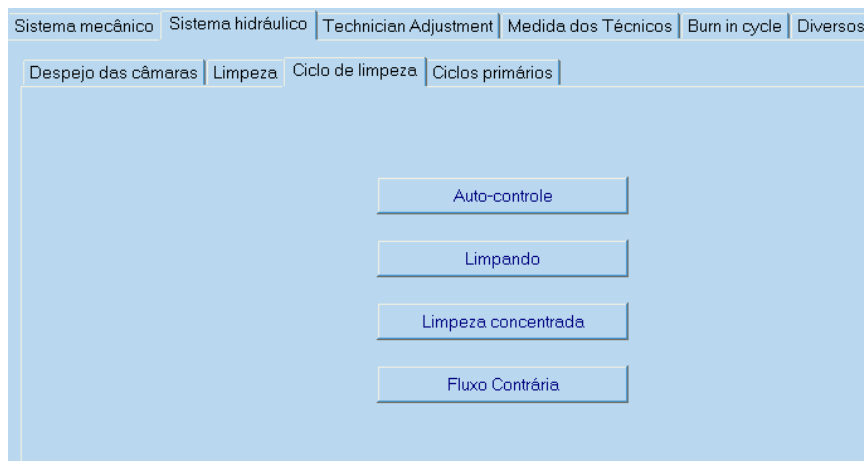 Sistema mecânico Sistema hidráulico Technician Adjustment Medida dos Técnicos Burn in cycle Diversos
Despejo das câmaras Limpeza Ciclo de limpeza Ciclos primários
Auto-controle
Limpando
Limpeza concentrada
Fluxo Contrária